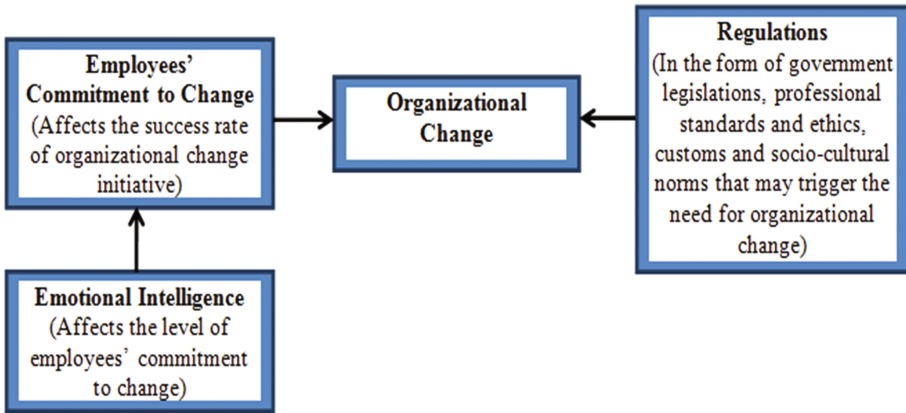 Employees’
Commitment to Change
(Affects the success rate
of organizational change
initiative)
Organizational
Change
Regulations
(In the form of government
legislations, professional
standards and ethics,
customs and socio-cultural
norms that may trigger the
need for organizational
change)
Emotional Intelligence
(Affects the level of
employees’ commitment
to change)